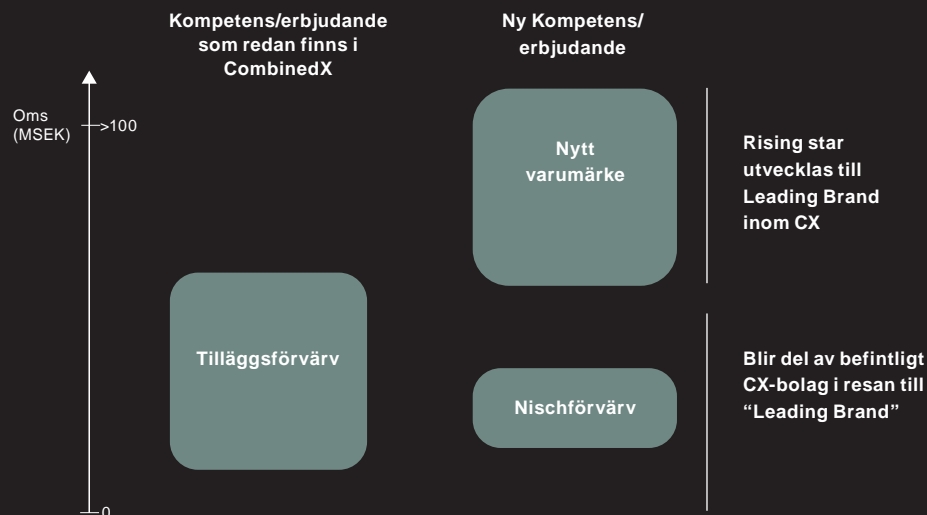 Kompetens/erbjudande
som redan finns i
CombinedX
Ny Kompetens/
erbjudande
Oms
(MSEK)
>100
Nytt
varumärke
Rising star
utvecklas till
Leading Brand
inom CX
Tilläggsförvärv
Nischförvärv
Blir del av befintligt
CX-bolag i resan till
“Leading Brand”
0